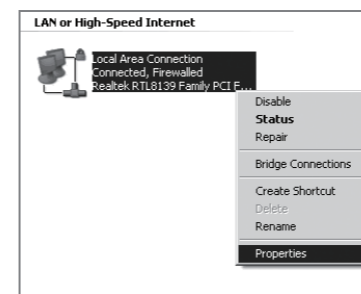 LAN or High-Speed Internet
Local Area Connection
Connected, Firewalled
Realtek RTL8139 Family PCI F...
Disable
Status
Repair
Bridge Connections
Create Shortcut
Delete
Rename
Properties